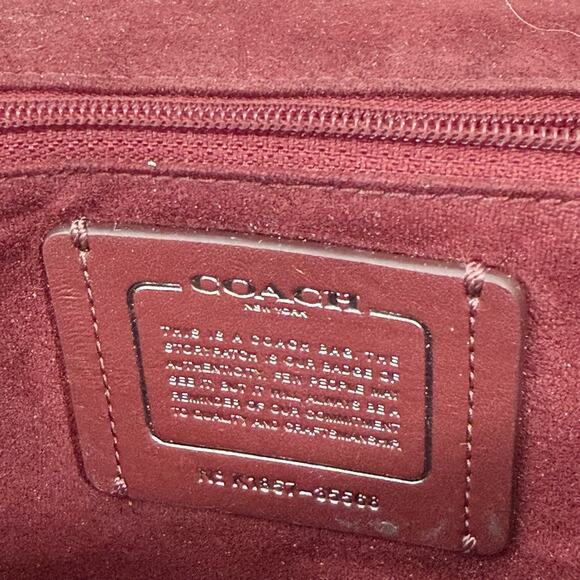 COACH
NEW YORK
THIS IS A COACH BAG. THE
STORYPATCH IS OUR BADGE OF
AUTHENTICITY. FEW PEOPLE MAY
SEE IT, BUT IT WILL ALWAYS BE A
REMINDER OF OUR COMMITMENT
TO QUALITY AND CRAFTSMANSHIP.
Nº